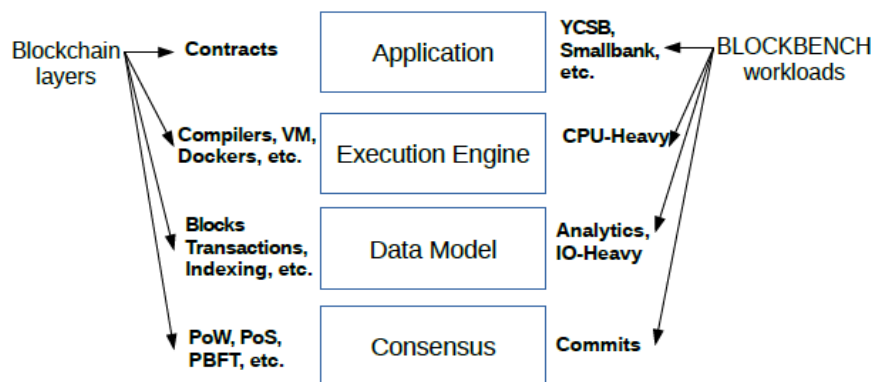 Blockchain
layers
Contracts
Application
YCSB,
Smallbank,
etc.
BLOCKBENCH
workloads
Compilers, VM,
Dockers, etc.
Execution Engine
CPU-Heavy
Blocks
Transactions,
Indexing, etc.
Data Model
Analytics,
IO-Heavy
PoW, PoS,
PBFT, etc.
Consensus
Commits